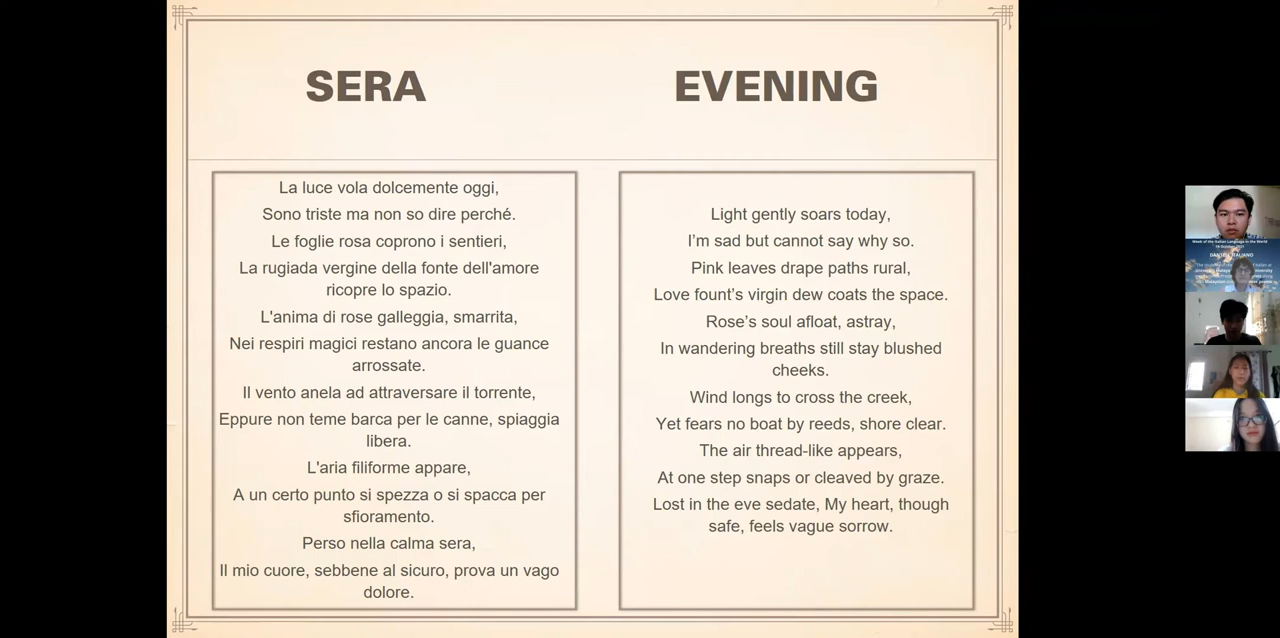 SERA
La luce vola dolcemente oggi,
Sono triste ma non so dire perché.
Le foglie rosa coprono i sentieri,
La rugiada vergine della fonte dell'amore
ricopre lo spazio.
L'anima di rose galleggia, smarrita,
Nei respiri magici restano ancora le guance
arrossate.
Il vento anela ad attraversare il torrente,
Eppure non teme barca per le canne, spiaggia
libera.
L'aria filiforme appare,
A un certo punto si spezza o si spacca per
sfioramento.
Perso nella calma sera,
Il mio cuore, sebbene al sicuro, prova un vago
dolore.
EVENING
Light gently soars today,
I'm sad but cannot say why so.
Pink leaves drape paths rural,
Love fount's virgin dew coats the space.
Rose's soul afloat, astray,
In wandering breaths still stay blushed
cheeks.
Wind longs to cross the creek,
Yet fears no boat by reeds, shore clear.
The air thread-like appears,
At one step snaps or cleaved by graze.
Lost in the eve sedate, My heart, though
safe, feels vague sorrow.
Week of the Italian Language in the World